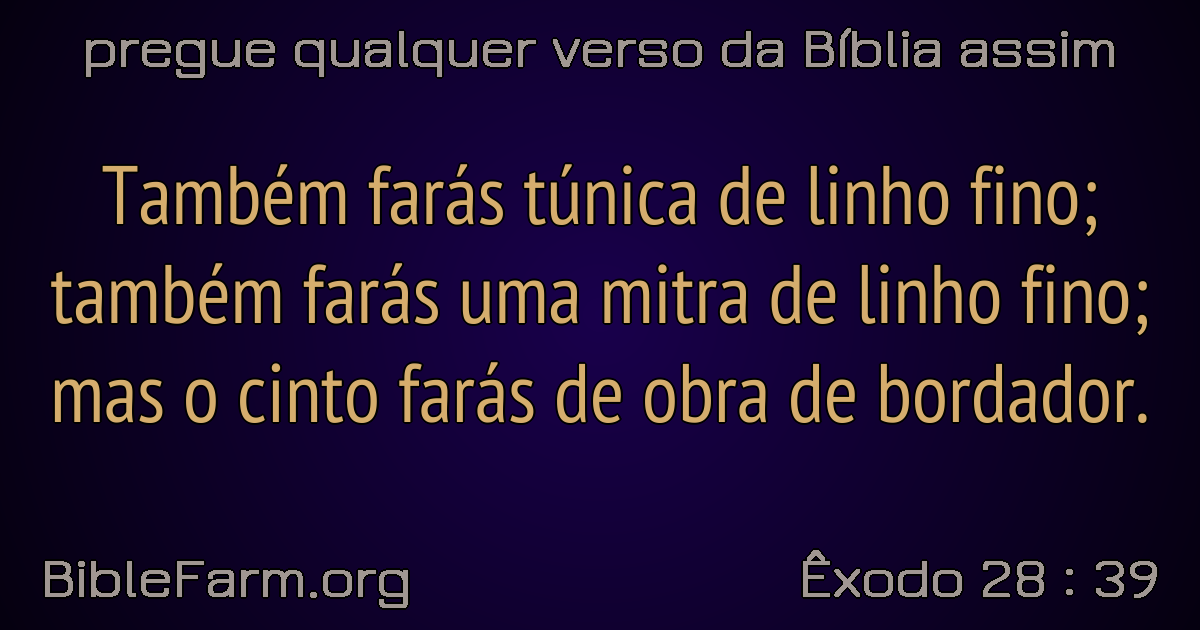 pregue qualquer verso da Bíblia assim
Também farás túnica de linho fino;
também farás uma mitra de linho fino;
mas o cinto farás de obra de bordador.
BibleFarm.org
Êxodo 28 : 39